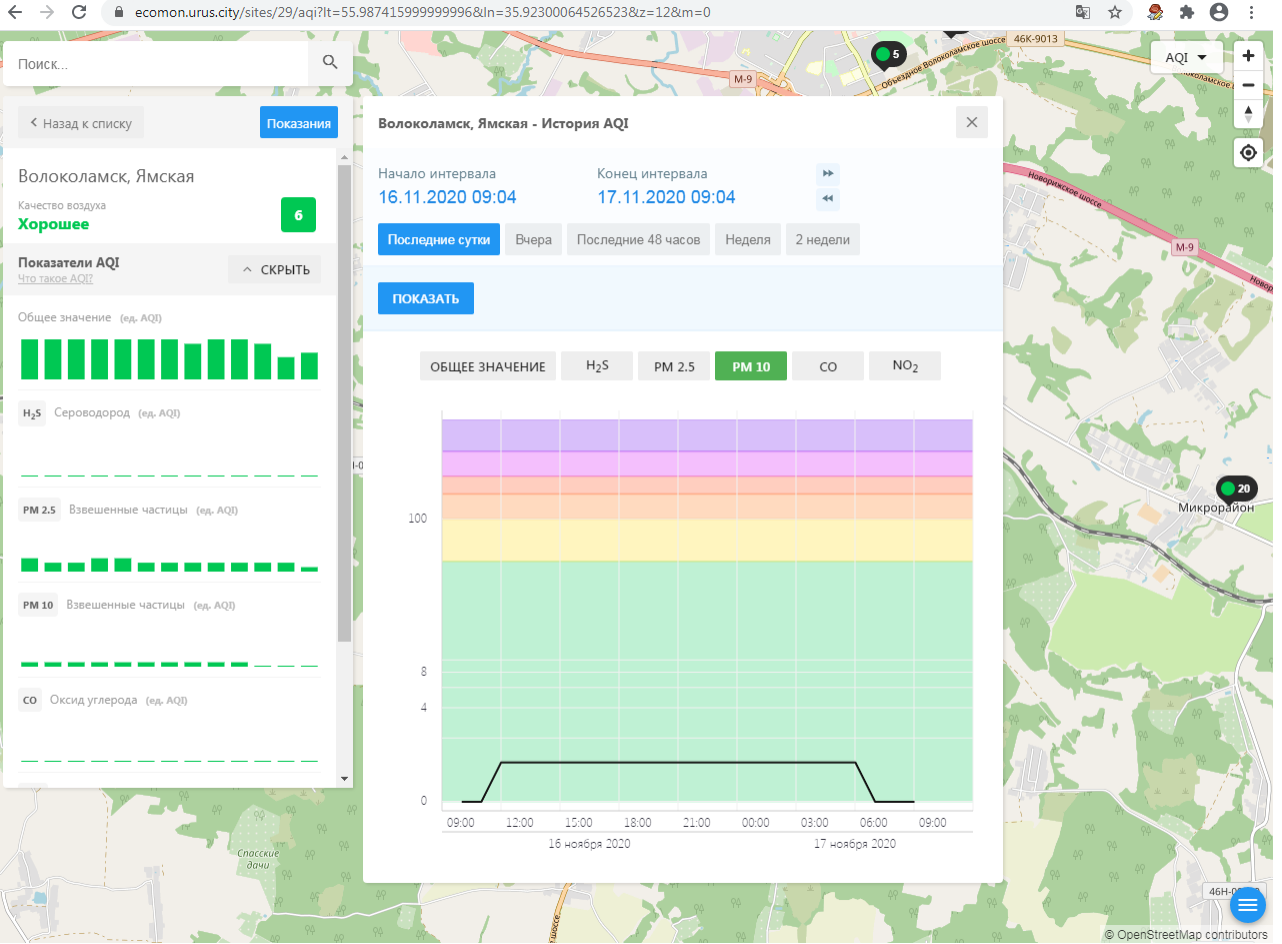 ecomon.urus.city/sites/29/aqi?lt=55.987415999999996&ln=35.92300064526523&z=12&m=0
46К-9013
5
Объездное Волоколамское шоссе
М-9
AQI
Поиск...
Назад к списку
Показания
Волоколамск, Ямская
Качество воздуха
Хорошее
6
Показатели AQI
Что такое AQI?
СКРЫТЬ
Общее значение (ед. AQI)
H2S Сероводород (ед. AQI)
PM 2.5 Взвешенные частицы (ед. AQI)
PM 10 Взвешенные частицы (ед. AQI)
CO Оксид углерода (ед. AQI)
Волоколамск, Ямская - История AQI
Начало интервала
16.11.2020 09:04
Конец интервала
17.11.2020 09:04
Последние сутки
Вчера
Последние 48 часов
Неделя
2 недели
ПОКАЗАТЬ
ОБЩЕЕ ЗНАЧЕНИЕ
H2S
PM 2.5
PM 10
CO
NO2
100
8
4
0
09:00 12:00 15:00 18:00 21:00 00:00 03:00 06:00 09:00
16 ноября 2020 17 ноября 2020
Новорижское шоссе
М-9
20
Микрорайон
Спасские
дачи
© OpenStreetMap contributors